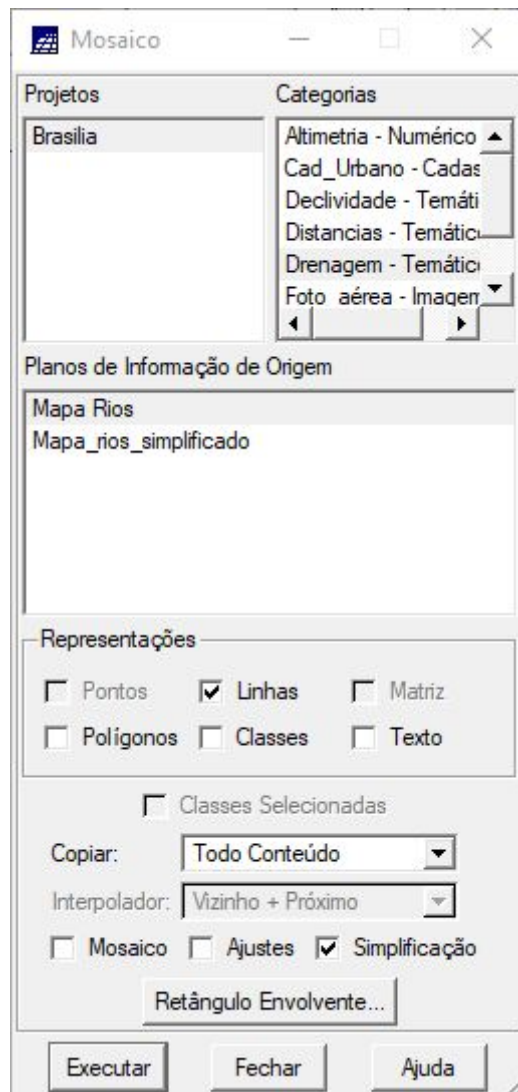 Mosaico
Projetos
Categorias
Brasilia
Altimetria - Numérico
Cad_Urbano - Cadas
Declividade - Temáti
Distancias - Temático
Drenagem - Temático
Foto_aérea - Imagem
Planos de Informação de Origem
Mapa Rios
Mapa_rios_simplificado
Representações
Pontos Linhas Matriz
Polígonos Classes Texto
Classes Selecionadas
Copiar: Todo Conteúdo
Interpolador: Vizinho + Próximo
Mosaico Ajustes Simplificação
Retângulo Envolvente...
Executar Fechar Ajuda